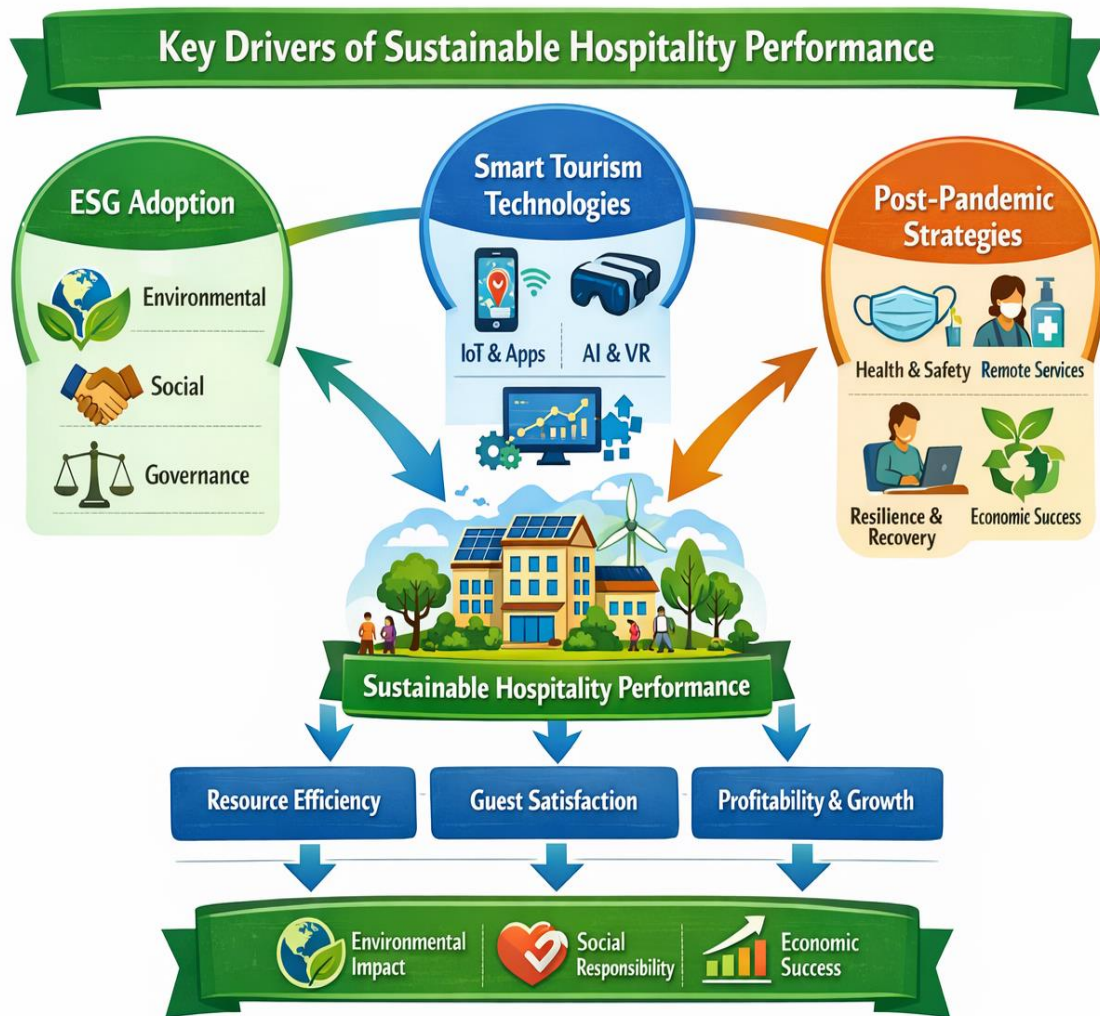 Key Drivers of Sustainable Hospitality Performance
ESG Adoption
Environmental
Social
Governance
Smart Tourism
Technologies
IoT & Apps
AI & VR
Post-Pandemic
Strategies
Health & Safety
Remote Services
Resilience &
Recovery
Economic Success
Sustainable Hospitality Performance
Resource Efficiency
Guest Satisfaction
Profitability & Growth
Environmental
Impact
Social
Responsibility
Economic
Success